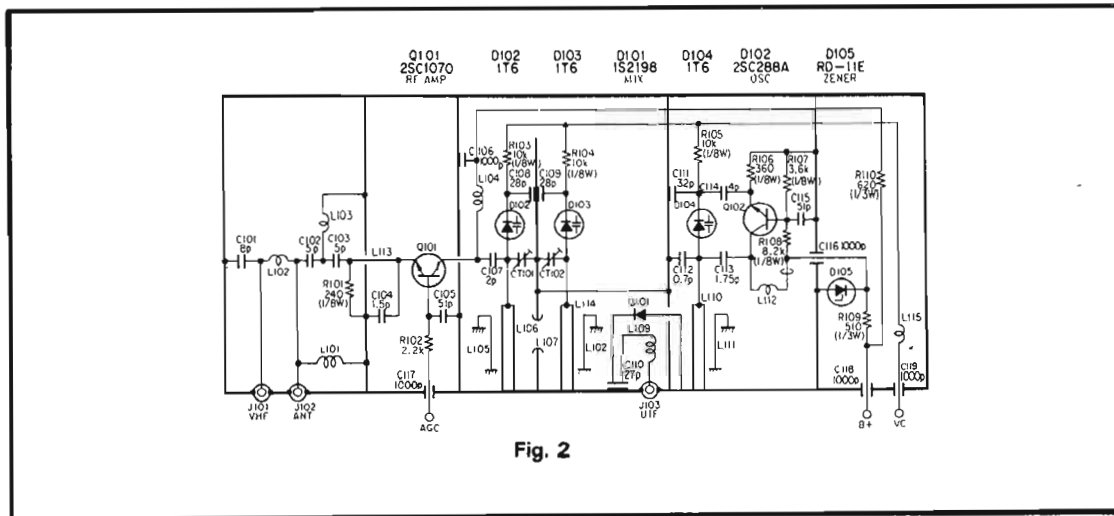 Q101 D102 D103 D101 D104 D102 D105
2SC1070 1T6 1T6 1S2198 1T6 2SC288A RD-11E
RF AMP MIX OSC ZENER
C106
1000p
R103
10k
(1/8W)
R104
10k
(1/8W)
R105
10k
(1/8W)
R106
360
(1/8W)
R107
3.6k
(1/8W)
R110
620
(1/3W)
L104
C108
28p
C109
28p
C111
32p
C114 4p
D102
D103
D104
Q102
C115
51p
L103
C101
8p
L102
C102
5p
C103
5p
L113
Q101
R108
8.2k
(1/8W)
C116 1000p
D105
R101
240
(1/8W)
C104
1.5p
C105
51p
C107
2p
CT101
CT102
C112
0.7p
C113
1.75p
L112
R109
510
(1/3W)
L115
L101
R102
2.2k
L105
L106
L107
L114
L102
D101
L109
L110
L111
C110
27p
C117
1000p
C118
1000p
C119
1000p
J101
VHF
J102
ANT
AGC
J103
UIF
B+
VC
Fig. 2